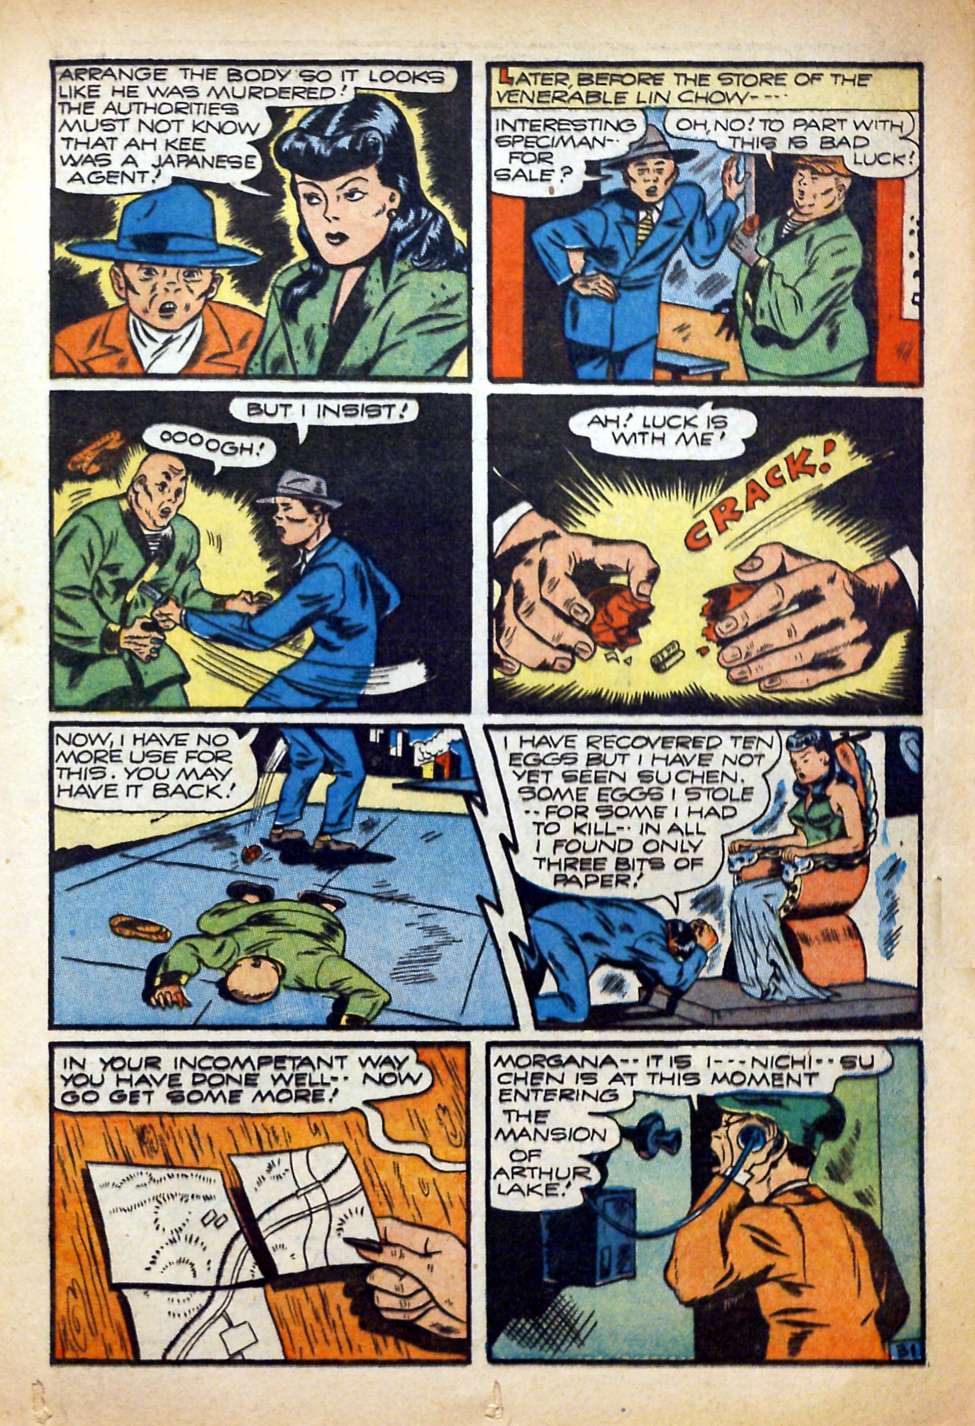 ARRANGE THE BODY SO IT LOOKS
LIKE HE WAS MURDERED!
THE AUTHORITIES
MUST NOT KNOW
THAT AH KEE
WAS A JAPANESE
AGENT!
LATER, BEFORE THE STORE OF THE
VENERABLE LIN CHOW----
INTERESTING
SPECIMAN--
FOR
SALE?
OH, NO! TO PART WITH
THIS IS BAD
LUCK!
BUT I INSIST!
OOOOGH!
AH! LUCK IS
WITH ME!
CRACK!
NOW, I HAVE NO
MORE USE FOR
THIS. YOU MAY
HAVE IT BACK!
I HAVE RECOVERED TEN
EGGS BUT I HAVE NOT
YET SEEN SU CHEN.
SOME EGGS I STOLE
--FOR SOME I HAD
TO KILL-- IN ALL
I FOUND ONLY
THREE BITS OF
PAPER!
IN YOUR INCOMPETANT WAY
YOU HAVE DONE WELL-- NOW
GO GET SOME MORE!
MORGANA-- IT IS I---NICHI--SU
CHEN IS AT THIS MOMENT
ENTERING
THE
MANSION
OF
ARTHUR
LAKE!
31